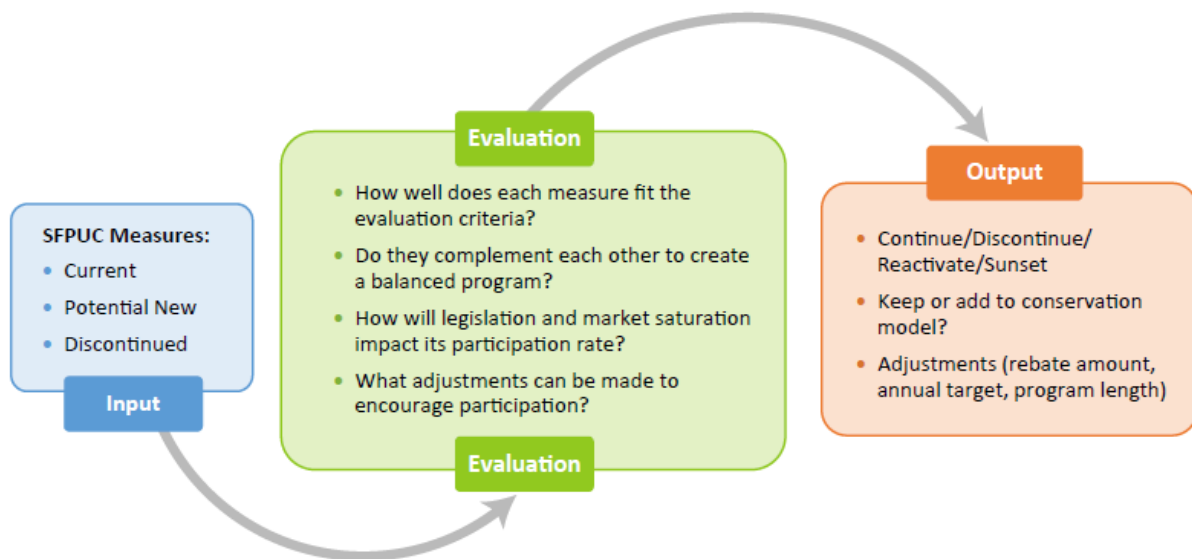 SFPUC Measures:
• Current
• Potential New
• Discontinued
Input
Evaluation
• How well does each measure fit the
evaluation criteria?
• Do they complement each other to create
a balanced program?
• How will legislation and market saturation
impact its participation rate?
• What adjustments can be made to
encourage participation?
Evaluation
Output
• Continue/Discontinue/
Reactivate/Sunset
• Keep or add to conservation
model?
• Adjustments (rebate amount,
annual target, program length)